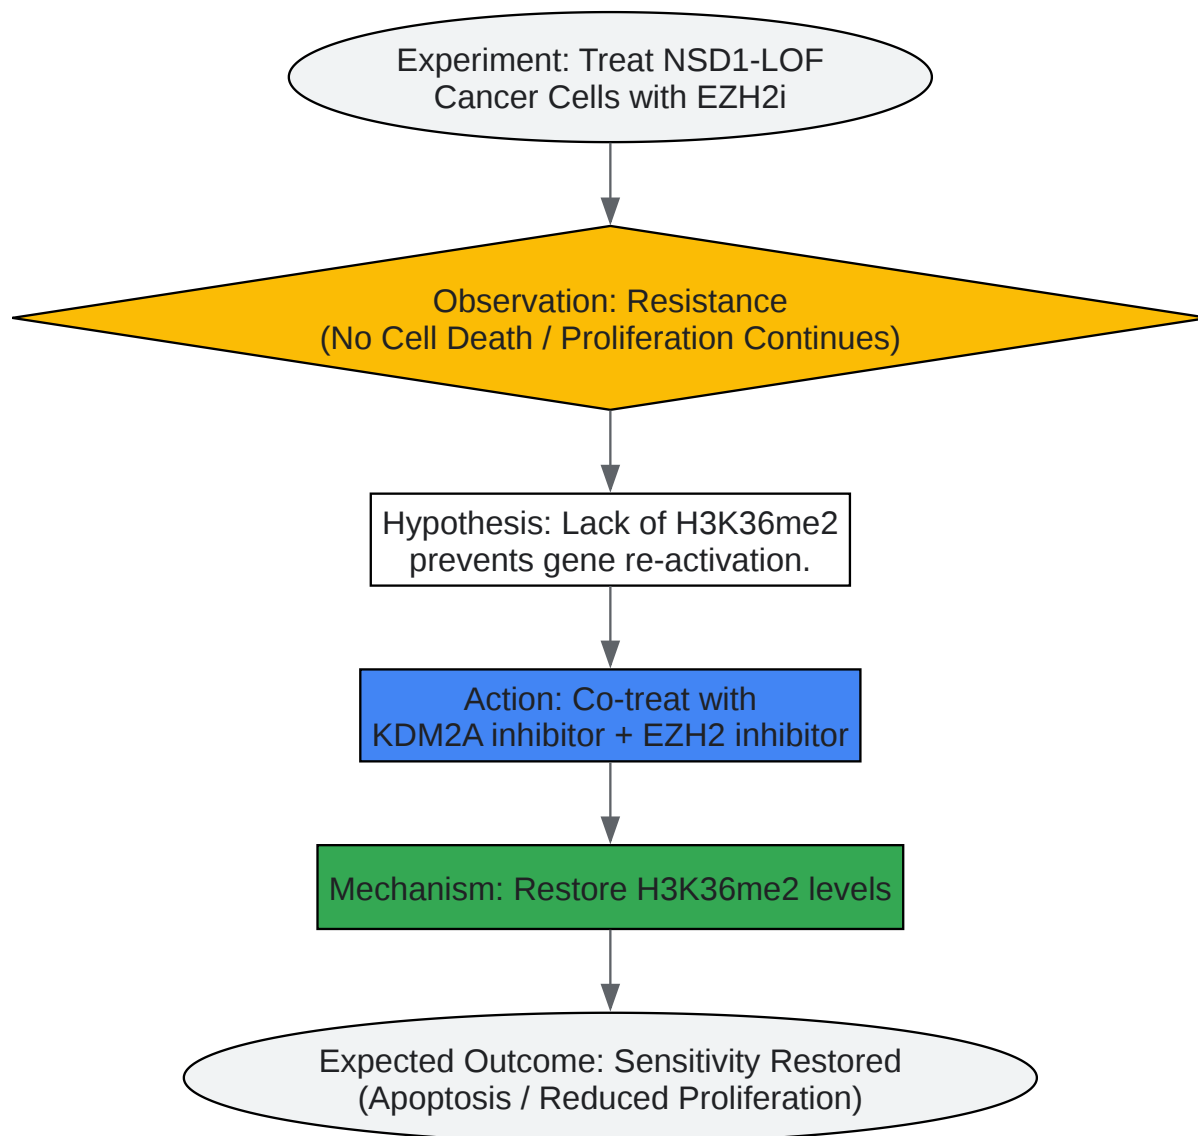 Experiment: Treat NSD1-LOF
Cancer Cells with EZH2i
Observation: Resistance
(No Cell Death / Proliferation Continues)
Hypothesis: Lack of H3K36me2
prevents gene re-activation.
Action: Co-treat with
KDM2A inhibitor + EZH2 inhibitor
Mechanism: Restore H3K36me2 levels
Expected Outcome: Sensitivity Restored
(Apoptosis / Reduced Proliferation)